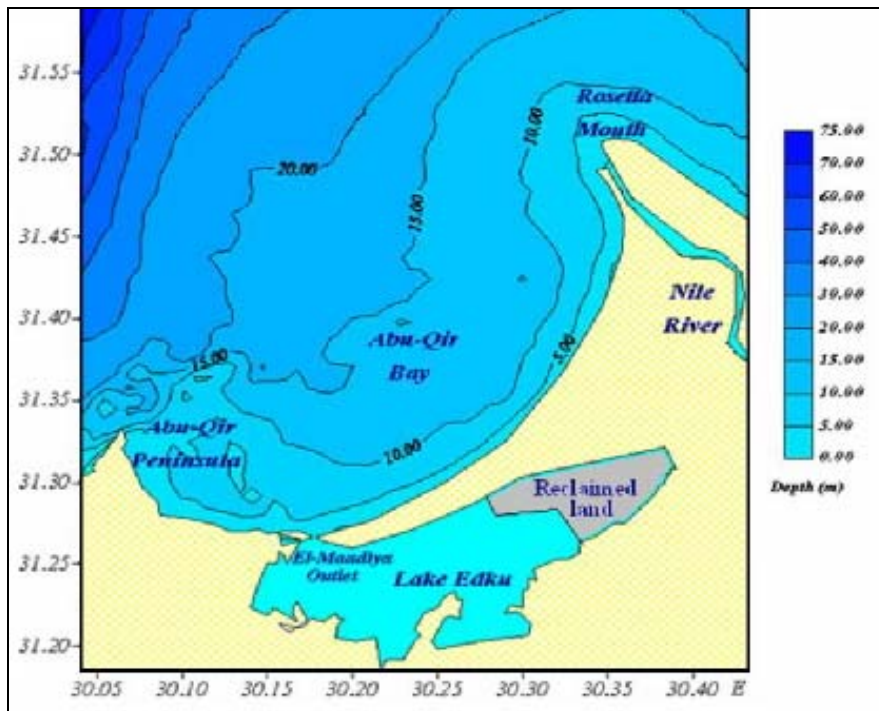 31.55
31.50
31.45
31.40
31.35
31.30
31.25
31.20
30.05 30.10 30.15 30.20 30.25 30.30 30.35 30.40 E
Rosetta
Mouth
10.00
20.00
15.00
Nile
River
Abu-Qir
Bay
5.00
15.00
Abu-Qir
Peninsula
10.00
Reclaimed
land
El-Maadiya
Outlet
Lake Edku
75.00
70.00
60.00
50.00
40.00
30.00
20.00
15.00
10.00
5.00
0.00
Depth (m)